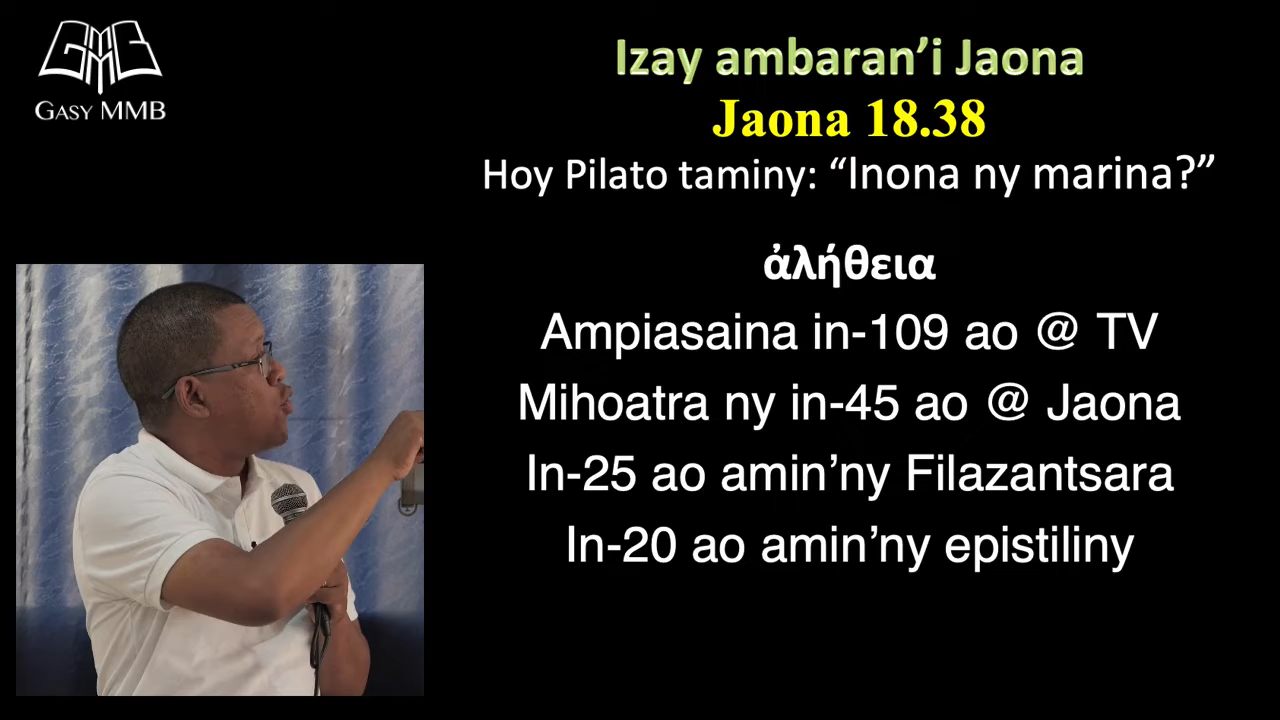 GMMB
GASY MMB
Izay ambaran’i Jaona
Jaona 18.38
Hoy Pilato taminy: “Inona ny marina?”
ἀλήθεια
Ampiasaina in-109 ao @ TV
Mihoatra ny in-45 ao @ Jaona
In-25 ao amin’ny Filazantsara
In-20 ao amin’ny epistiliny